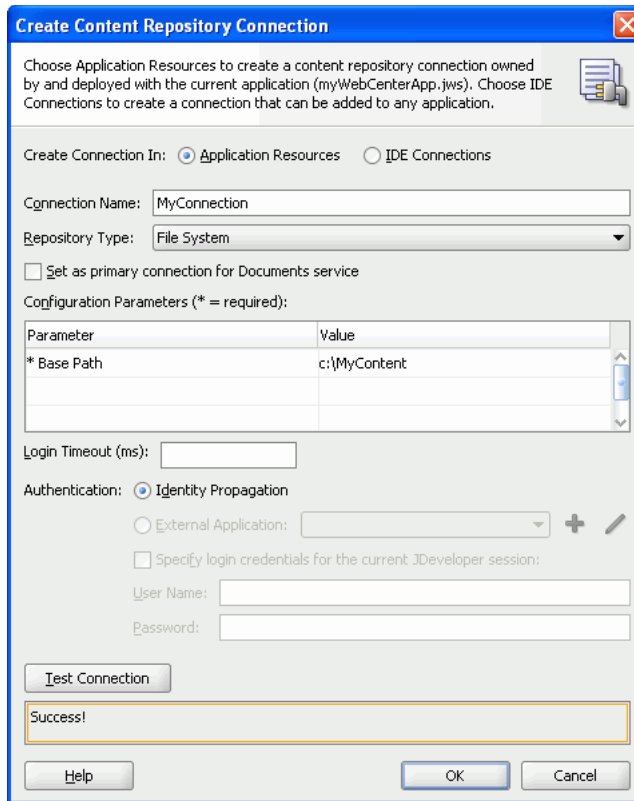 Create Content Repository Connection
Choose Application Resources to create a content repository connection owned
by and deployed with the current application (myWebCenterApp.jws). Choose IDE
Connections to create a connection that can be added to any application.
Create Connection In: Application Resources IDE Connections
Connection Name: MyConnection
Repository Type: File System
Set as primary connection for Documents service
Configuration Parameters (* = required):
Parameter Value
* Base Path c:\MyContent
Login Timeout (ms):
Authentication: Identity Propagation
External Application:
Specify login credentials for the current JDeveloper session:
User Name:
Password:
Test Connection
Success!
Help OK Cancel